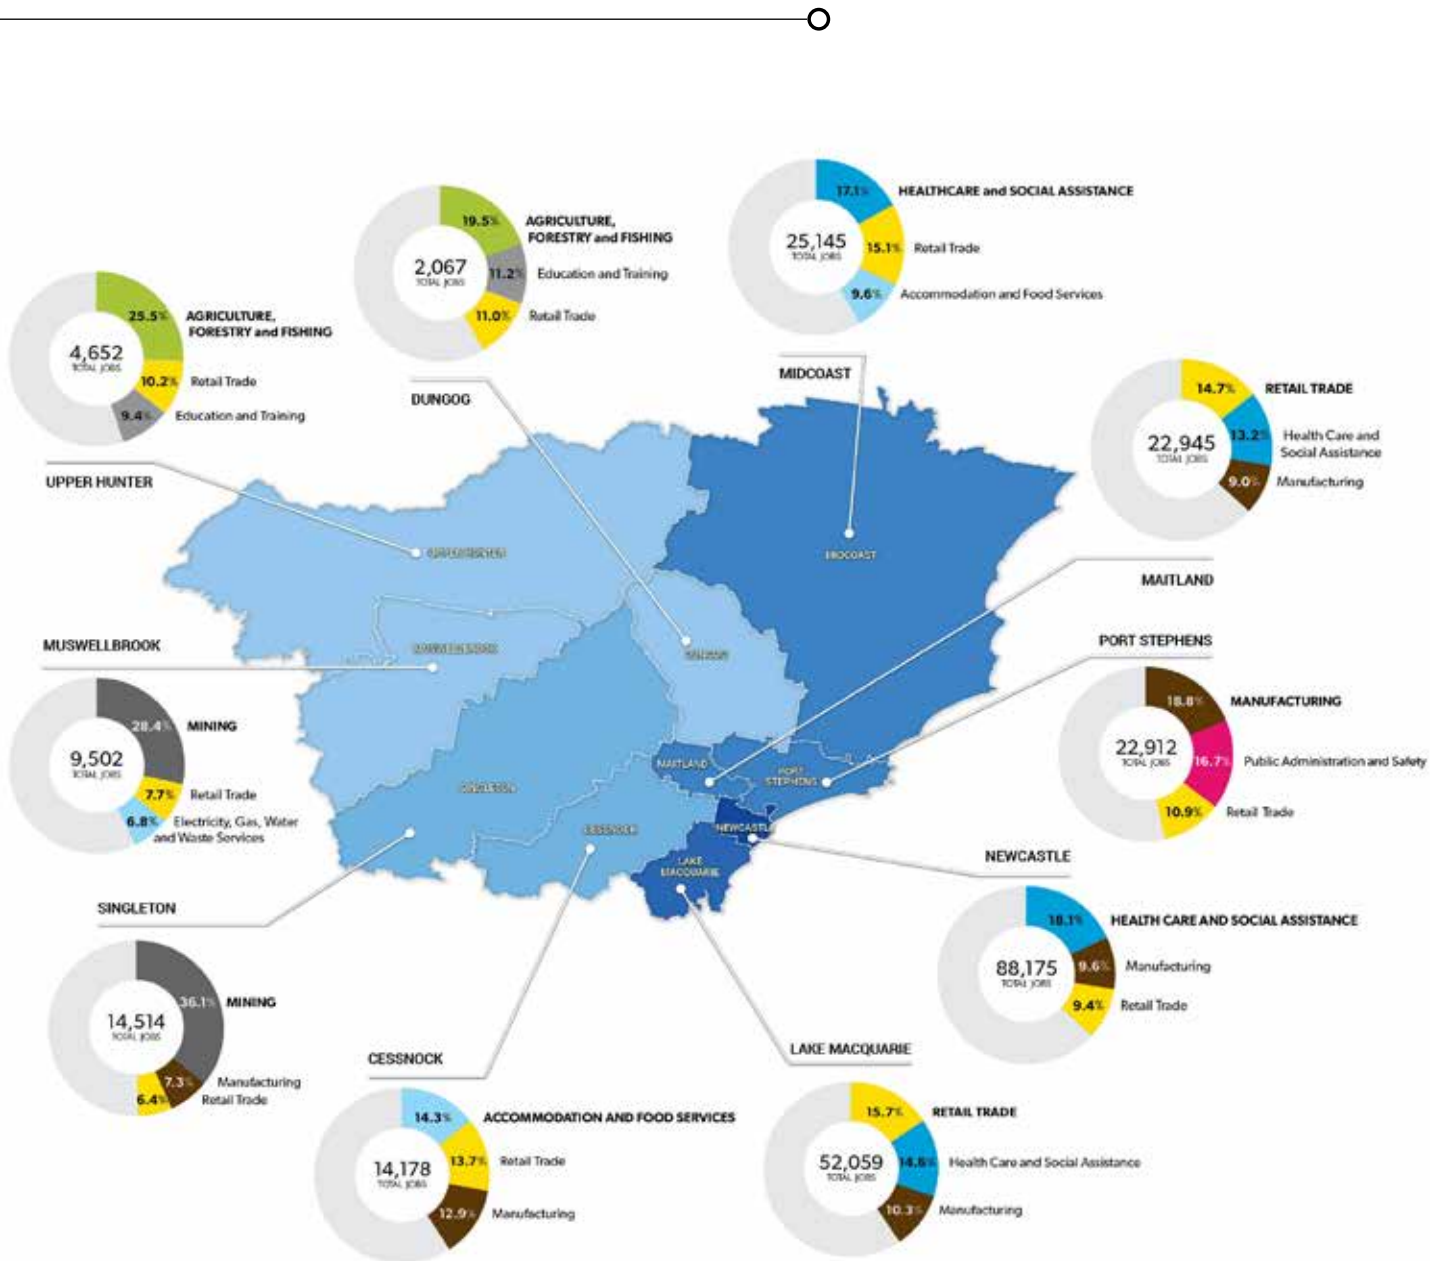 17.1%
HEALTHCARE and SOCIAL ASSISTANCE
25,145
TOTAL JOBS
15.1%
Retail Trade
9.6%
Accommodation and Food Services
MIDCOAST
19.5%
AGRICULTURE,
FORESTRY and FISHING
2,067
TOTAL JOBS
11.2%
Education and Training
11.0%
Retail Trade
DUNGOG
25.5%
AGRICULTURE,
FORESTRY and FISHING
4,652
TOTAL JOBS
10.2%
Retail Trade
9.4%
Education and Training
UPPER HUNTER
14.7%
RETAIL TRADE
22,945
TOTAL JOBS
13.2%
Health Care and
Social Assistance
9.0%
Manufacturing
MAITLAND
UPPER HUNTER
MIDCOAST
MUSWELLBROOK
DUNGOG
SINGLETON
MAITLAND
PORT
STEPHENS
CESSNOCK
NEWCASTLE
LAKE
MACQUARIE
MUSWELLBROOK
28.4%
MINING
9,502
TOTAL JOBS
7.7%
Retail Trade
6.8%
Electricity, Gas, Water
and Waste Services
PORT STEPHENS
18.8%
MANUFACTURING
22,912
TOTAL JOBS
16.7%
Public Administration and Safety
10.9%
Retail Trade
SINGLETON
36.1%
MINING
14,514
TOTAL JOBS
7.3%
Manufacturing
6.4%
Retail Trade
NEWCASTLE
18.1%
HEALTH CARE AND SOCIAL ASSISTANCE
88,175
TOTAL JOBS
9.6%
Manufacturing
9.4%
Retail Trade
CESSNOCK
14.3%
ACCOMMODATION AND FOOD SERVICES
14,178
TOTAL JOBS
13.7%
Retail Trade
12.9%
Manufacturing
LAKE MACQUARIE
15.7%
RETAIL TRADE
52,059
TOTAL JOBS
Health Care and Social Assistance
10.3%
Manufacturing